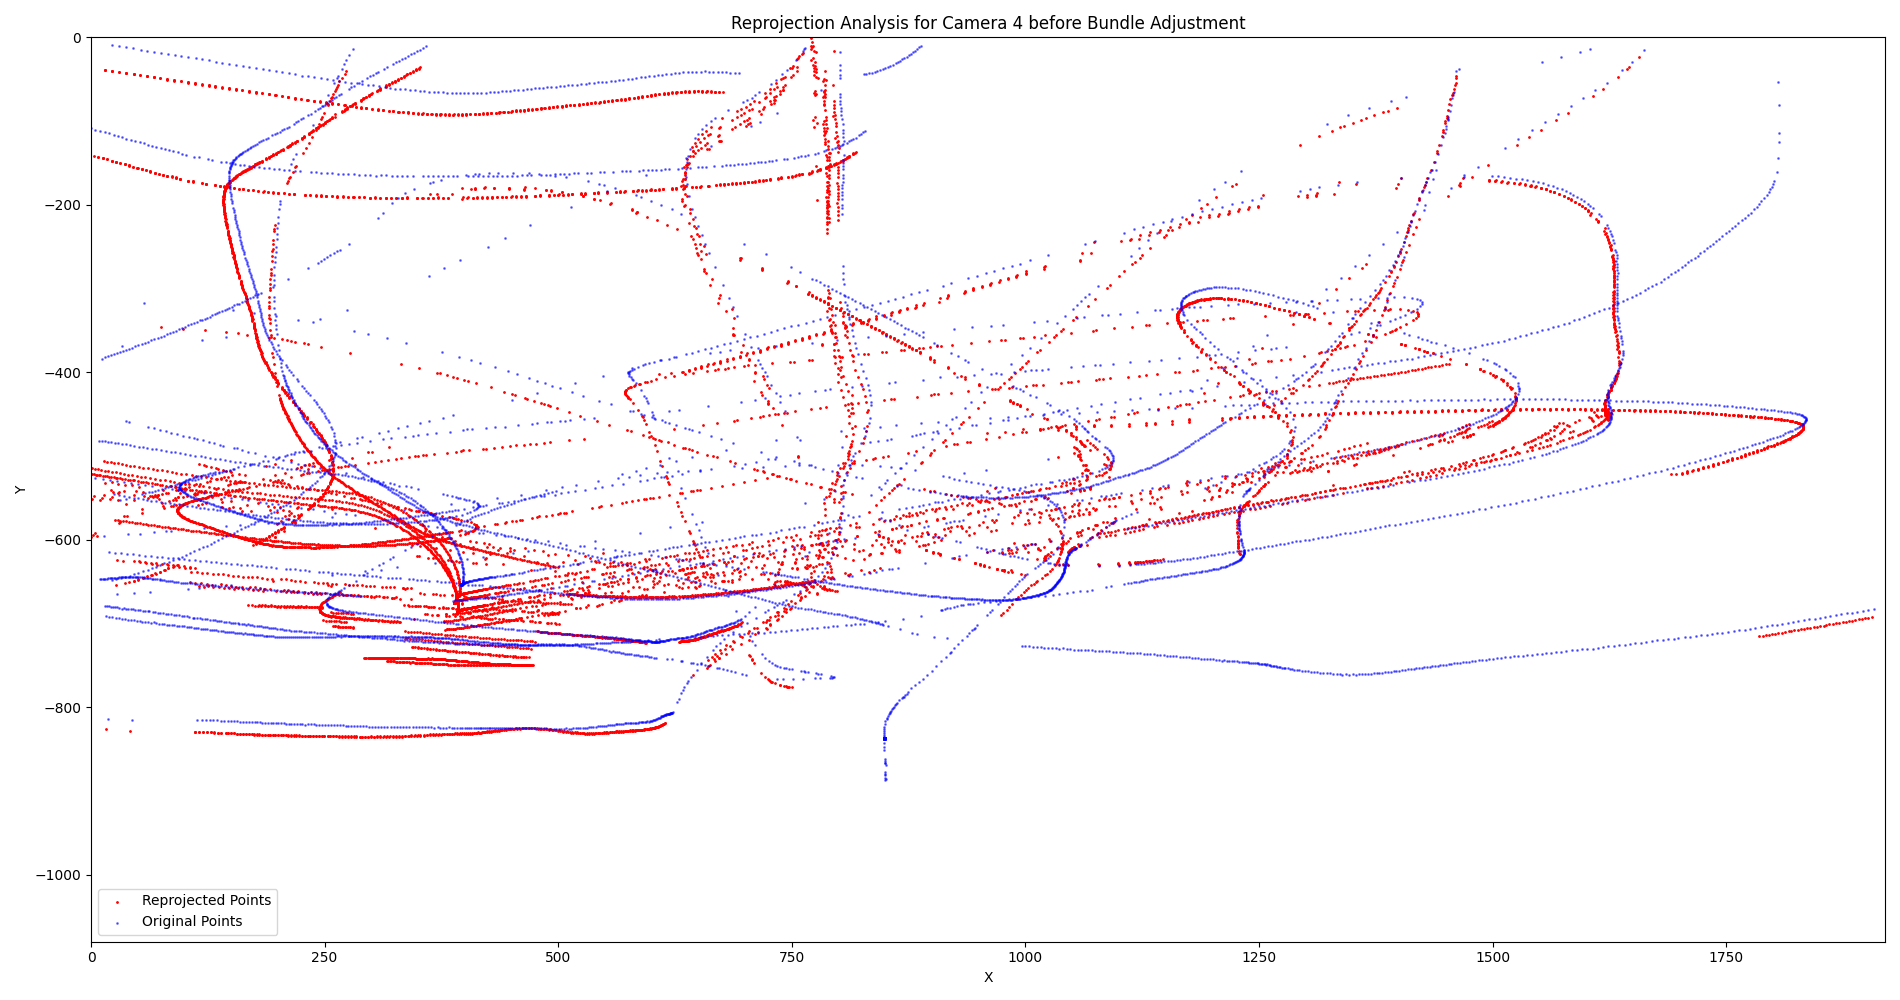 Reprojection Analysis for Camera 4 before Bundle Adjustment
0
−200
−400
−600
−800
−1000
Y
Reprojected Points
Original Points
0 250 500 750 1000 1250 1500 1750
X